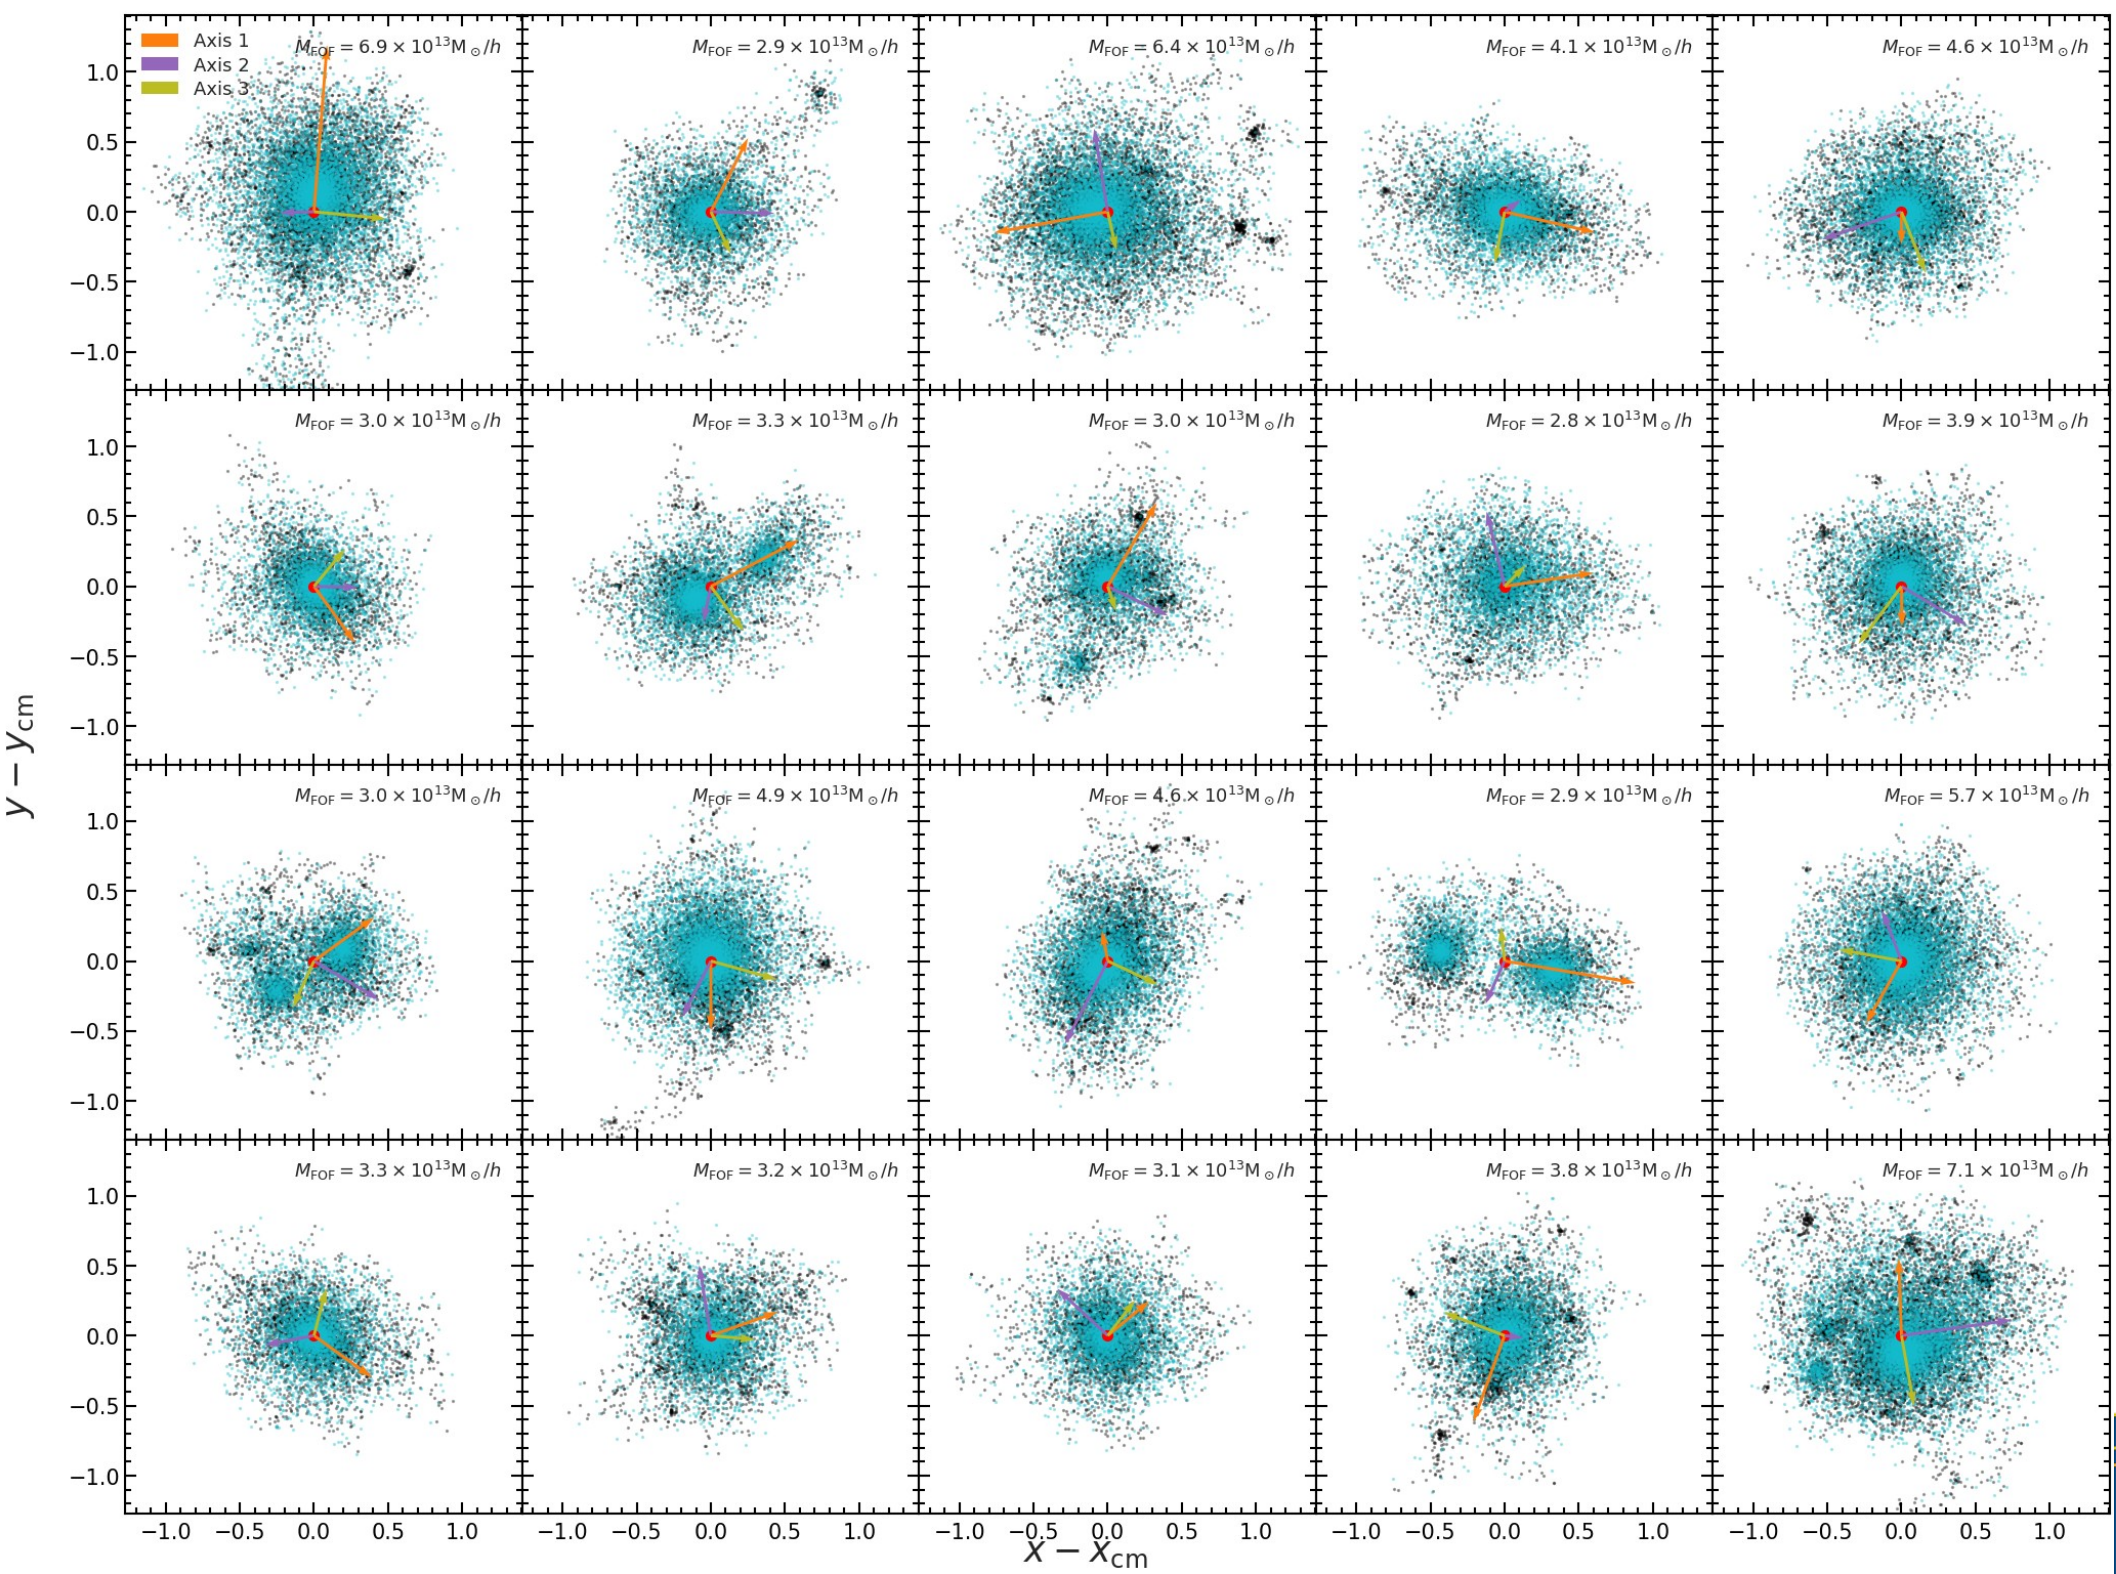 Axis 1
Axis 2
Axis 3
M_FOF = 6.9 × 10^13 M_⊙/h
M_FOF = 2.9 × 10^13 M_⊙/h
M_FOF = 6.4 × 10^13 M_⊙/h
M_FOF = 4.1 × 10^13 M_⊙/h
M_FOF = 4.6 × 10^13 M_⊙/h
1.0
0.5
0.0
−0.5
−1.0
M_FOF = 3.0 × 10^13 M_⊙/h
M_FOF = 3.3 × 10^13 M_⊙/h
M_FOF = 3.0 × 10^13 M_⊙/h
M_FOF = 2.8 × 10^13 M_⊙/h
M_FOF = 3.9 × 10^13 M_⊙/h
1.0
0.5
0.0
−0.5
−1.0
y − y_cm
M_FOF = 3.0 × 10^13 M_⊙/h
M_FOF = 4.9 × 10^13 M_⊙/h
M_FOF = 4.6 × 10^13 M_⊙/h
M_FOF = 2.9 × 10^13 M_⊙/h
M_FOF = 5.7 × 10^13 M_⊙/h
1.0
0.5
0.0
−0.5
−1.0
M_FOF = 3.3 × 10^13 M_⊙/h
M_FOF = 3.2 × 10^13 M_⊙/h
M_FOF = 3.1 × 10^13 M_⊙/h
M_FOF = 3.8 × 10^13 M_⊙/h
M_FOF = 7.1 × 10^13 M_⊙/h
1.0
0.5
0.0
−0.5
−1.0
−1.0 −0.5 0.0 0.5 1.0 −1.0 −0.5 0.0 0.5 1.0 −1.0 −0.5 0.0 0.5 1.0 −1.0 −0.5 0.0 0.5 1.0 −1.0 −0.5 0.0 0.5 1.0
x − x_cm